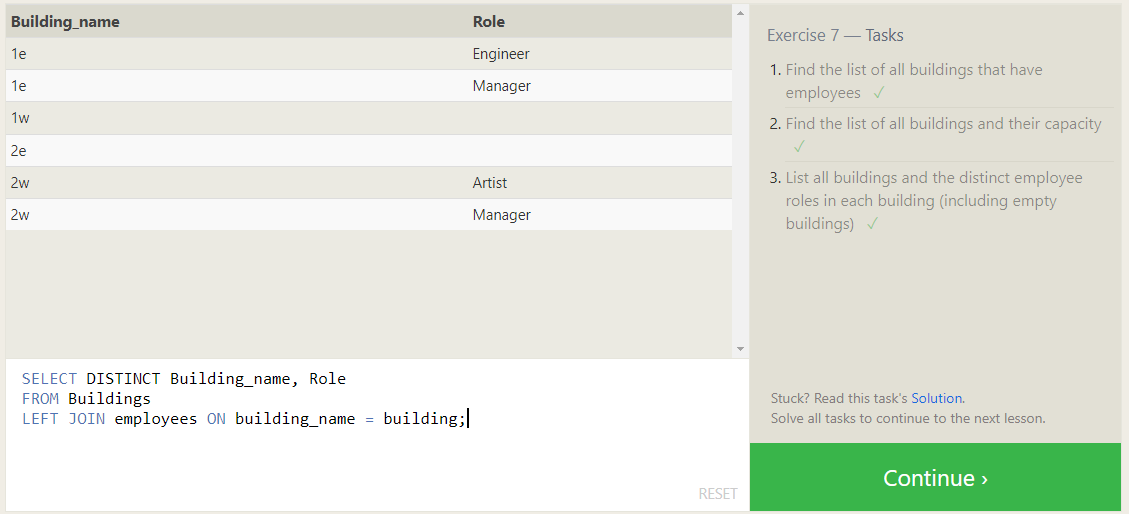 Building_name Role
1e Engineer
1e Manager
1w
2e
2w Artist
2w Manager
SELECT DISTINCT Building_name, Role
FROM Buildings
LEFT JOIN employees ON building_name = building;
RESET
Exercise 7 — Tasks
1. Find the list of all buildings that have
employees ✓
2. Find the list of all buildings and their capacity
✓
3. List all buildings and the distinct employee
roles in each building (including empty
buildings) ✓
Stuck? Read this task's Solution.
Solve all tasks to continue to the next lesson.
Continue ›